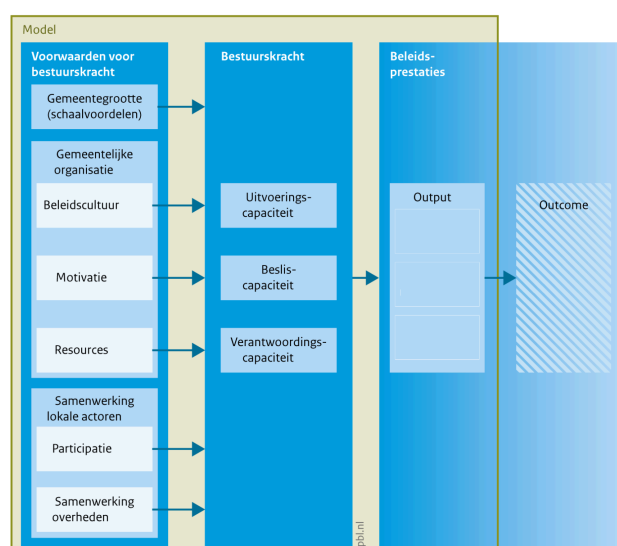 Model
Voorwaarden voor
bestuurskracht
Gemeentegrootte
(schaalvoordelen)
Gemeentelijke
organisatie
Beleidscultuur
Motivatie
Resources
Samenwerking
lokale actoren
Participatie
Samenwerking
overheden
Bestuurskracht
Uitvoerings-
capaciteit
Beslis-
capaciteit
Verantwoordings-
capaciteit
Beleids-
prestaties
Output
Outcome
pbl.nl